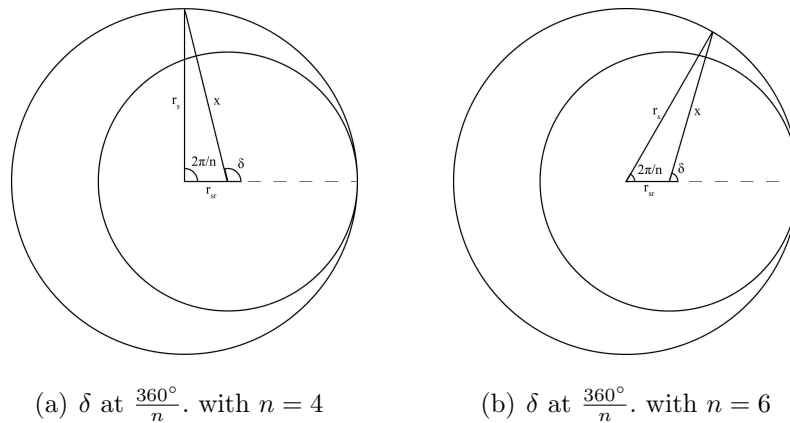 r_s
x
2π/n
δ
r_sr
r_s
x
2π/n
δ
r_sr
(a) δ at 360°/n. with n = 4
(b) δ at 360°/n. with n = 6